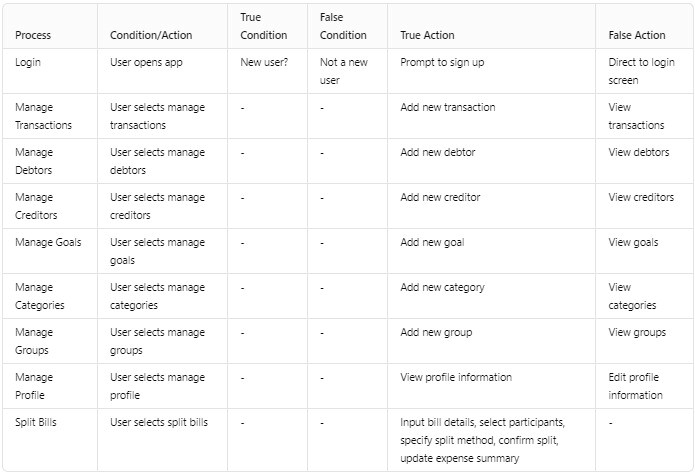 Process Condition/Action True Condition False Condition True Action False Action
Login User opens app New user? Not a new user Prompt to sign up Direct to login screen
Manage Transactions User selects manage transactions - - Add new transaction View transactions
Manage Debtors User selects manage debtors - - Add new debtor View debtors
Manage Creditors User selects manage creditors - - Add new creditor View creditors
Manage Goals User selects manage goals - - Add new goal View goals
Manage Categories User selects manage categories - - Add new category View categories
Manage Groups User selects manage groups - - Add new group View groups
Manage Profile User selects manage profile - - View profile information Edit profile information
Split Bills User selects split bills - - Input bill details, select participants, specify split method, confirm split, update expense summary -